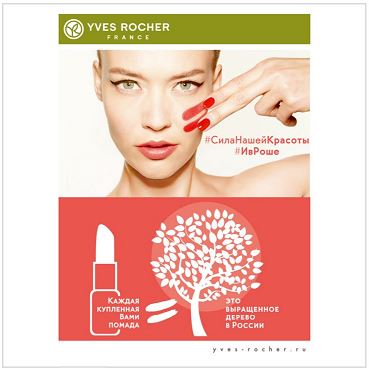 YVES ROCHER
FRANCE
#СилаНашейКрасоты
#ИвРоше
Каждая
купленная
Вами
помада
это
выращенное
дерево
в России
yves-rocher.ru